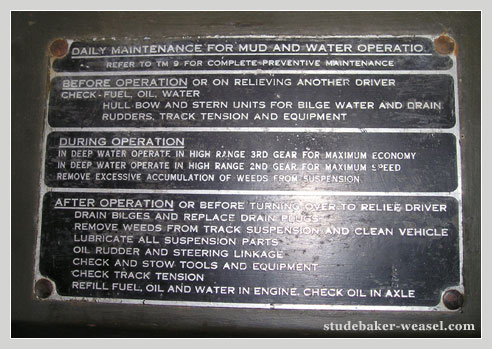 DAILY MAINTENANCE FOR MUD AND WATER OPERATIO
REFER TO TM 9 FOR COMPLETE PREVENTIVE MAINTENANCE
BEFORE OPERATION OR ON RELIEVING ANOTHER DRIVER
CHECK-FUEL, OIL, WATER
HULL BOW AND STERN UNITS FOR BILGE WATER AND DRAIN
RUDDERS, TRACK TENSION AND EQUIPMENT
DURING OPERATION
IN DEEP WATER OPERATE IN HIGH RANGE 3RD GEAR FOR MAXIMUM ECONOMY
IN DEEP WATER OPERATE IN HIGH RANGE 2ND GEAR FOR MAXIMUM SPEED
REMOVE EXCESSIVE ACCUMULATION OF WEEDS FROM SUSPENSION
AFTER OPERATION OR BEFORE TURNING OVER TO RELIEF DRIVER
DRAIN BILGES AND REPLACE DRAIN PLUGS
REMOVE WEEDS FROM TRACK SUSPENSION AND CLEAN VEHICLE
LUBRICATE ALL SUSPENSION PARTS
OIL RUDDER AND STEERING LINKAGE
CHECK AND STOW TOOLS AND EQUIPMENT
CHECK TRACK TENSION
REFILL FUEL, OIL AND WATER IN ENGINE, CHECK OIL IN AXLE
studebaker-weasel.com